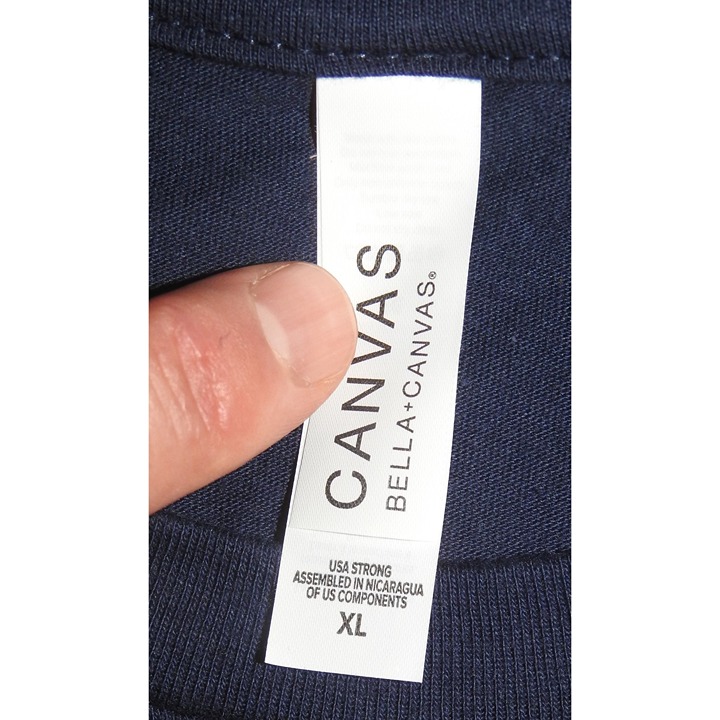 CANVAS
BELLA+CANVAS®
USA STRONG
ASSEMBLED IN NICARAGUA
OF US COMPONENTS
XL